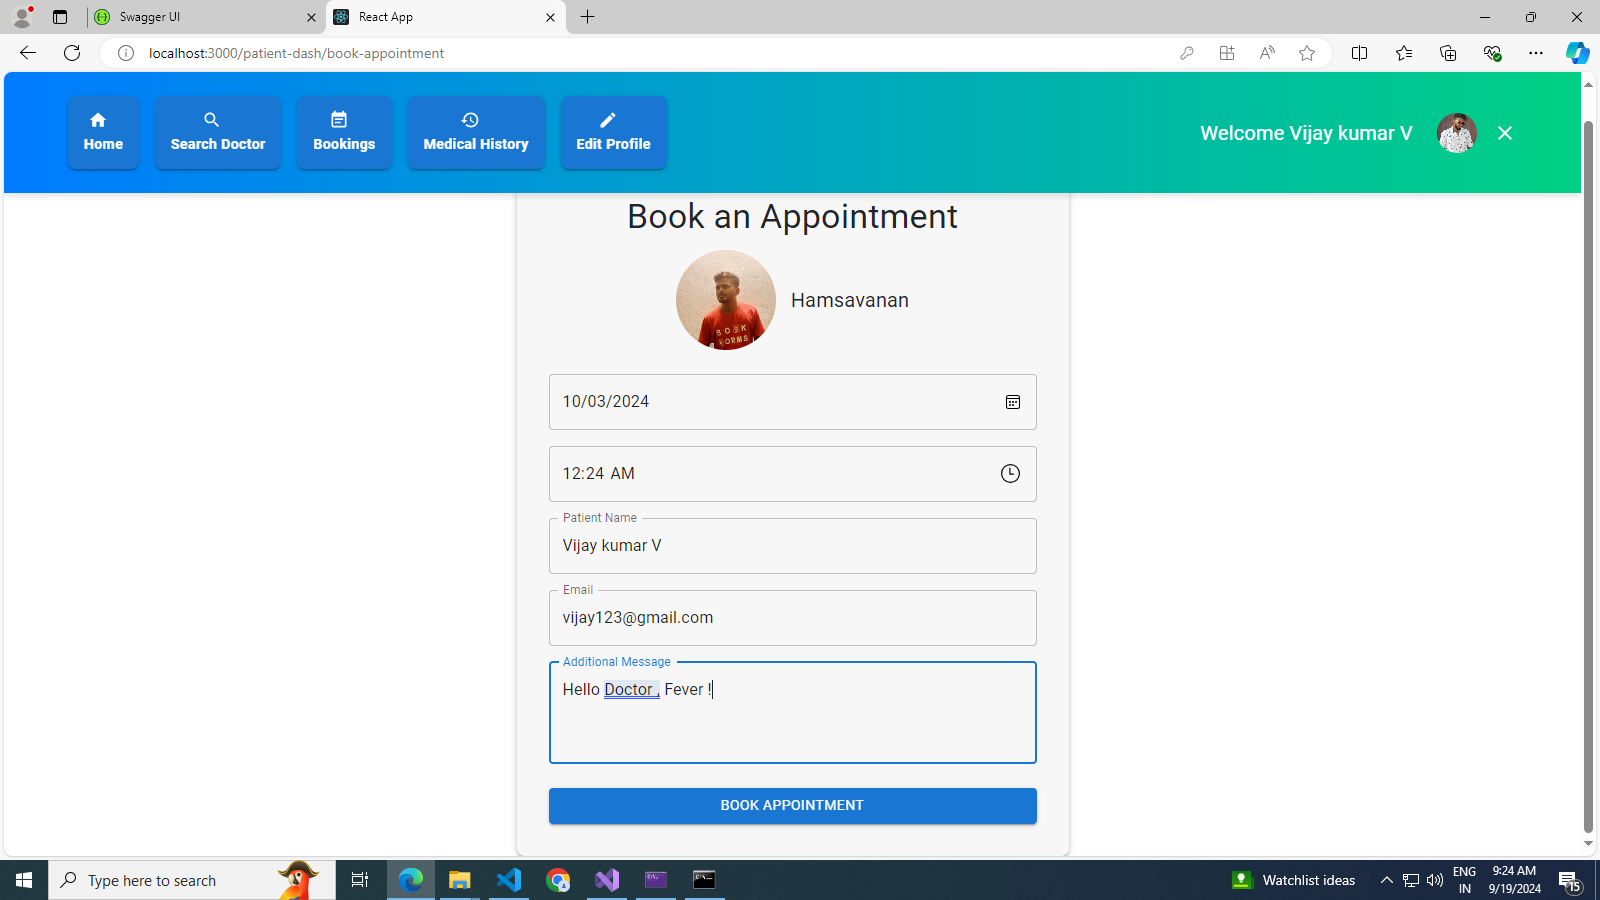 Swagger UI
React App
localhost:3000/patient-dash/book-appointment
Home
Search Doctor
Bookings
Medical History
Edit Profile
Welcome Vijay kumar V
Book an Appointment
BOOK
WORMS
Hamsavanan
10/03/2024
12:24 AM
Patient Name
Vijay kumar V
Email
vijay123@gmail.com
Additional Message
Hello Doctor , Fever !
BOOK APPOINTMENT
Type here to search
Watchlist ideas
ENG
IN
9:24 AM
9/19/2024
15